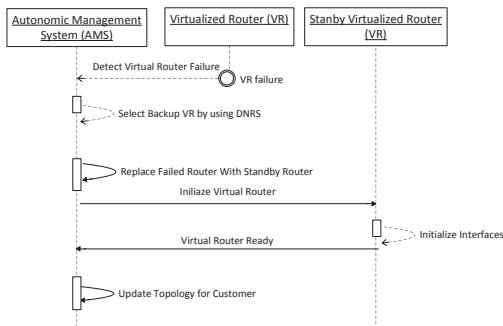 Autonomic Management
System (AMS)
Virtualized Router (VR)
Stanby Virtualized Router
(VR)
Detect Virtual Router Failure
VR failure
Select Backup VR by using DNRS
Replace Failed Router With Standby Router
Iniliaze Virtual Router
Initialize Interfaces
Virtual Router Ready
Update Topology for Customer